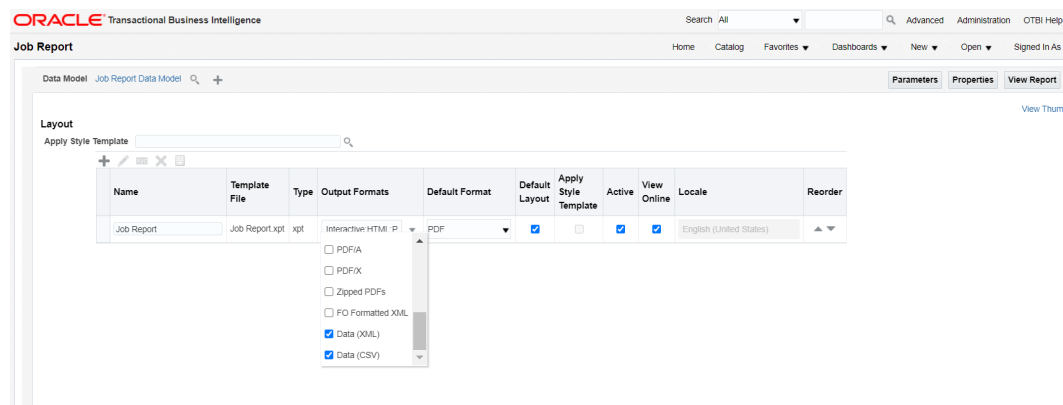 ORACLE Transactional Business Intelligence
Search All Advanced Administration OTBI Help
Job Report
Home Catalog Favorites Dashboards New Open Signed In As
Data Model Job Report Data Model
Parameters Properties View Report
View Thum
Layout
Apply Style Template
Name Template File Type Output Formats Default Format Default Layout Apply Style Template Active View Online Locale Reorder
Job Report Job Report.xpt xpt Interactive;HTML;P PDF English (United States)
PDF/A
PDF/X
Zipped PDFs
FO Formatted XML
Data (XML)
Data (CSV)